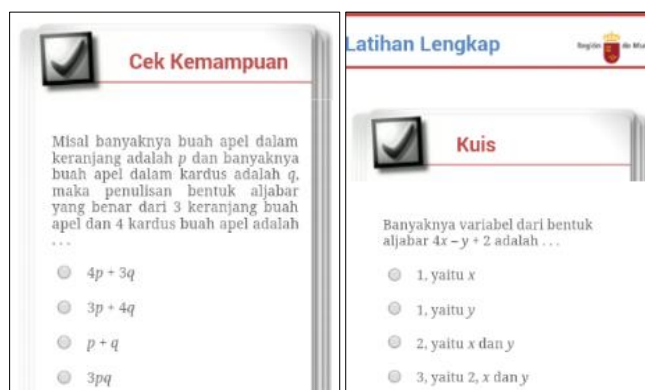 Cek Kemampuan
Misal banyaknya buah apel dalam
keranjang adalah p dan banyaknya
buah apel dalam kardus adalah q,
maka penulisan bentuk aljabar
yang benar dari 3 keranjang buah
apel dan 4 kardus buah apel adalah
. . .
4p + 3q
3p + 4q
p + q
3pq
Latihan Lengkap
Región de Mur
Kuis
Banyaknya variabel dari bentuk
aljabar 4x – y + 2 adalah . . .
1, yaitu x
1, yaitu y
2, yaitu x dan y
3, yaitu 2, x dan y